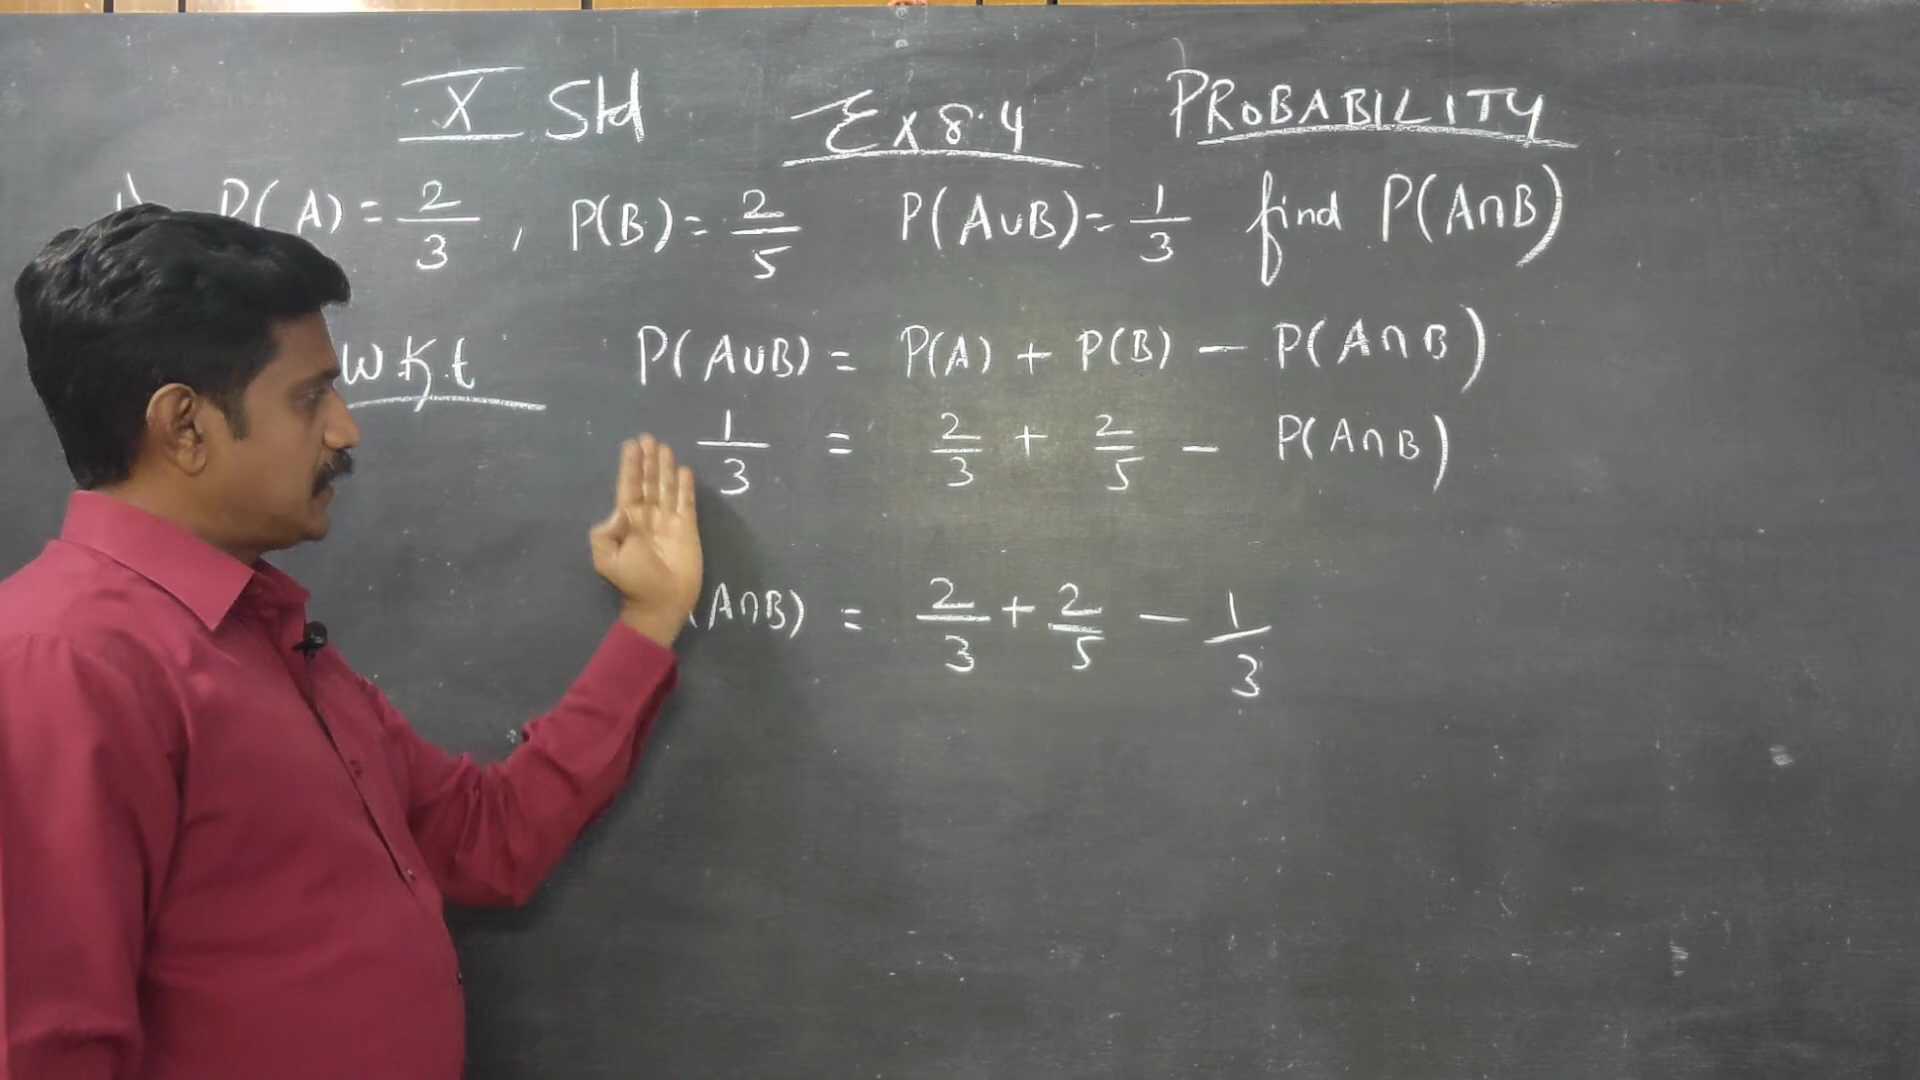 X Std Ex 8.4 PROBABILITY
1) P(A) = 2/3 , P(B) = 2/5 P(A∪B) = 1/3 find P(A∩B)
W.K.t P(A∪B) = P(A) + P(B) − P(A∩B)
1/3 = 2/3 + 2/5 − P(A∩B)
(A∩B) = 2/3 + 2/5 − 1/3